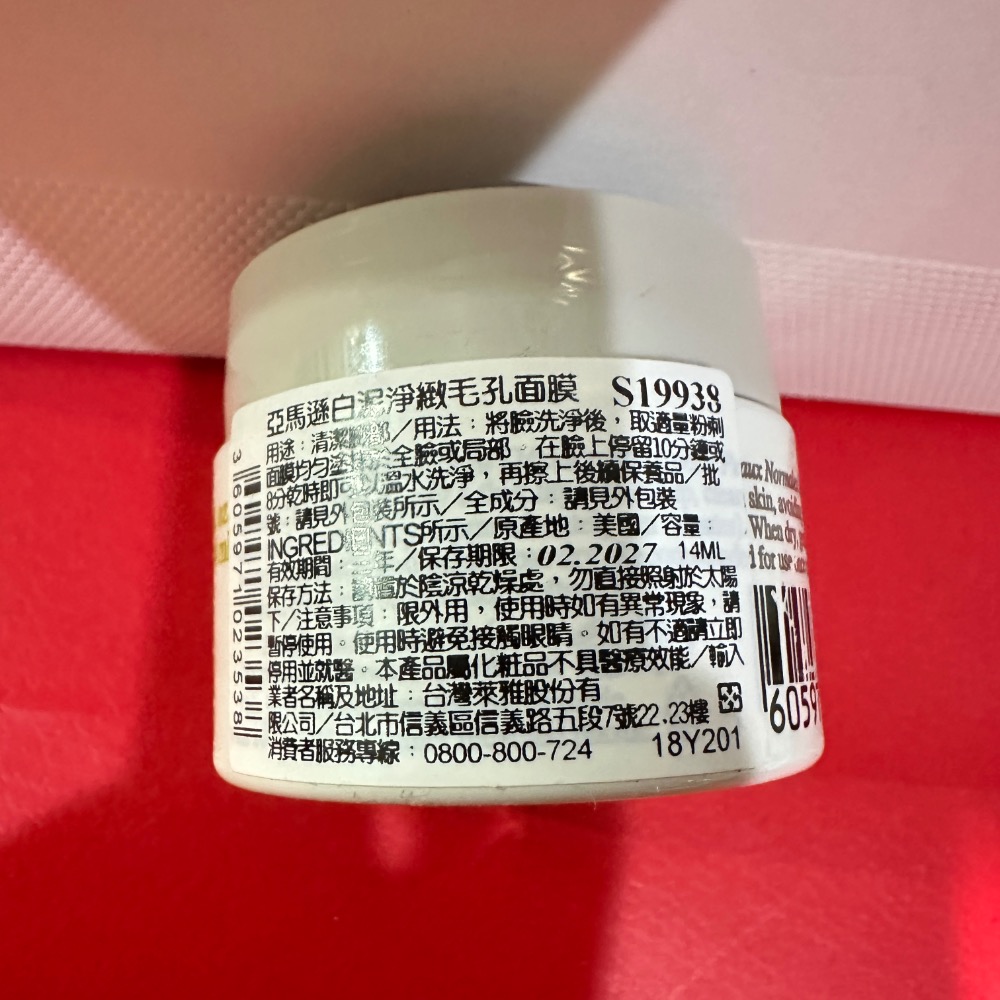 亞馬遜白泥淨緻毛孔面膜 S19938
用途：清潔臉部／用法：將臉洗淨後，取適量粉刺
面膜均勻塗抹於全臉或局部。在臉上停留10分鐘或
8分乾時即可以溫水洗淨，再擦上後續保養品／批
號：請見外包裝所示／全成分：請見外包裝
INGREDIENTS所示／原產地：美國／容量：
有效期間：三年／保存期限：02.2027 14ML
保存方法：請置於陰涼乾燥處，勿直接照射於太陽
下／注意事項：限外用，使用時如有異常現象，請
暫停使用。使用時避免接觸眼睛。如有不適請立即
停用並就醫。本產品屬化粧品不具醫療效能／輸入
業者名稱及地址：台灣萊雅股份有
限公司／台北市信義區信義路五段7號22.23樓
消費者服務專線：0800-800-724 18Y201
3 605971 023538
aux Normal
skin, avoid
When dry,
for use
6059